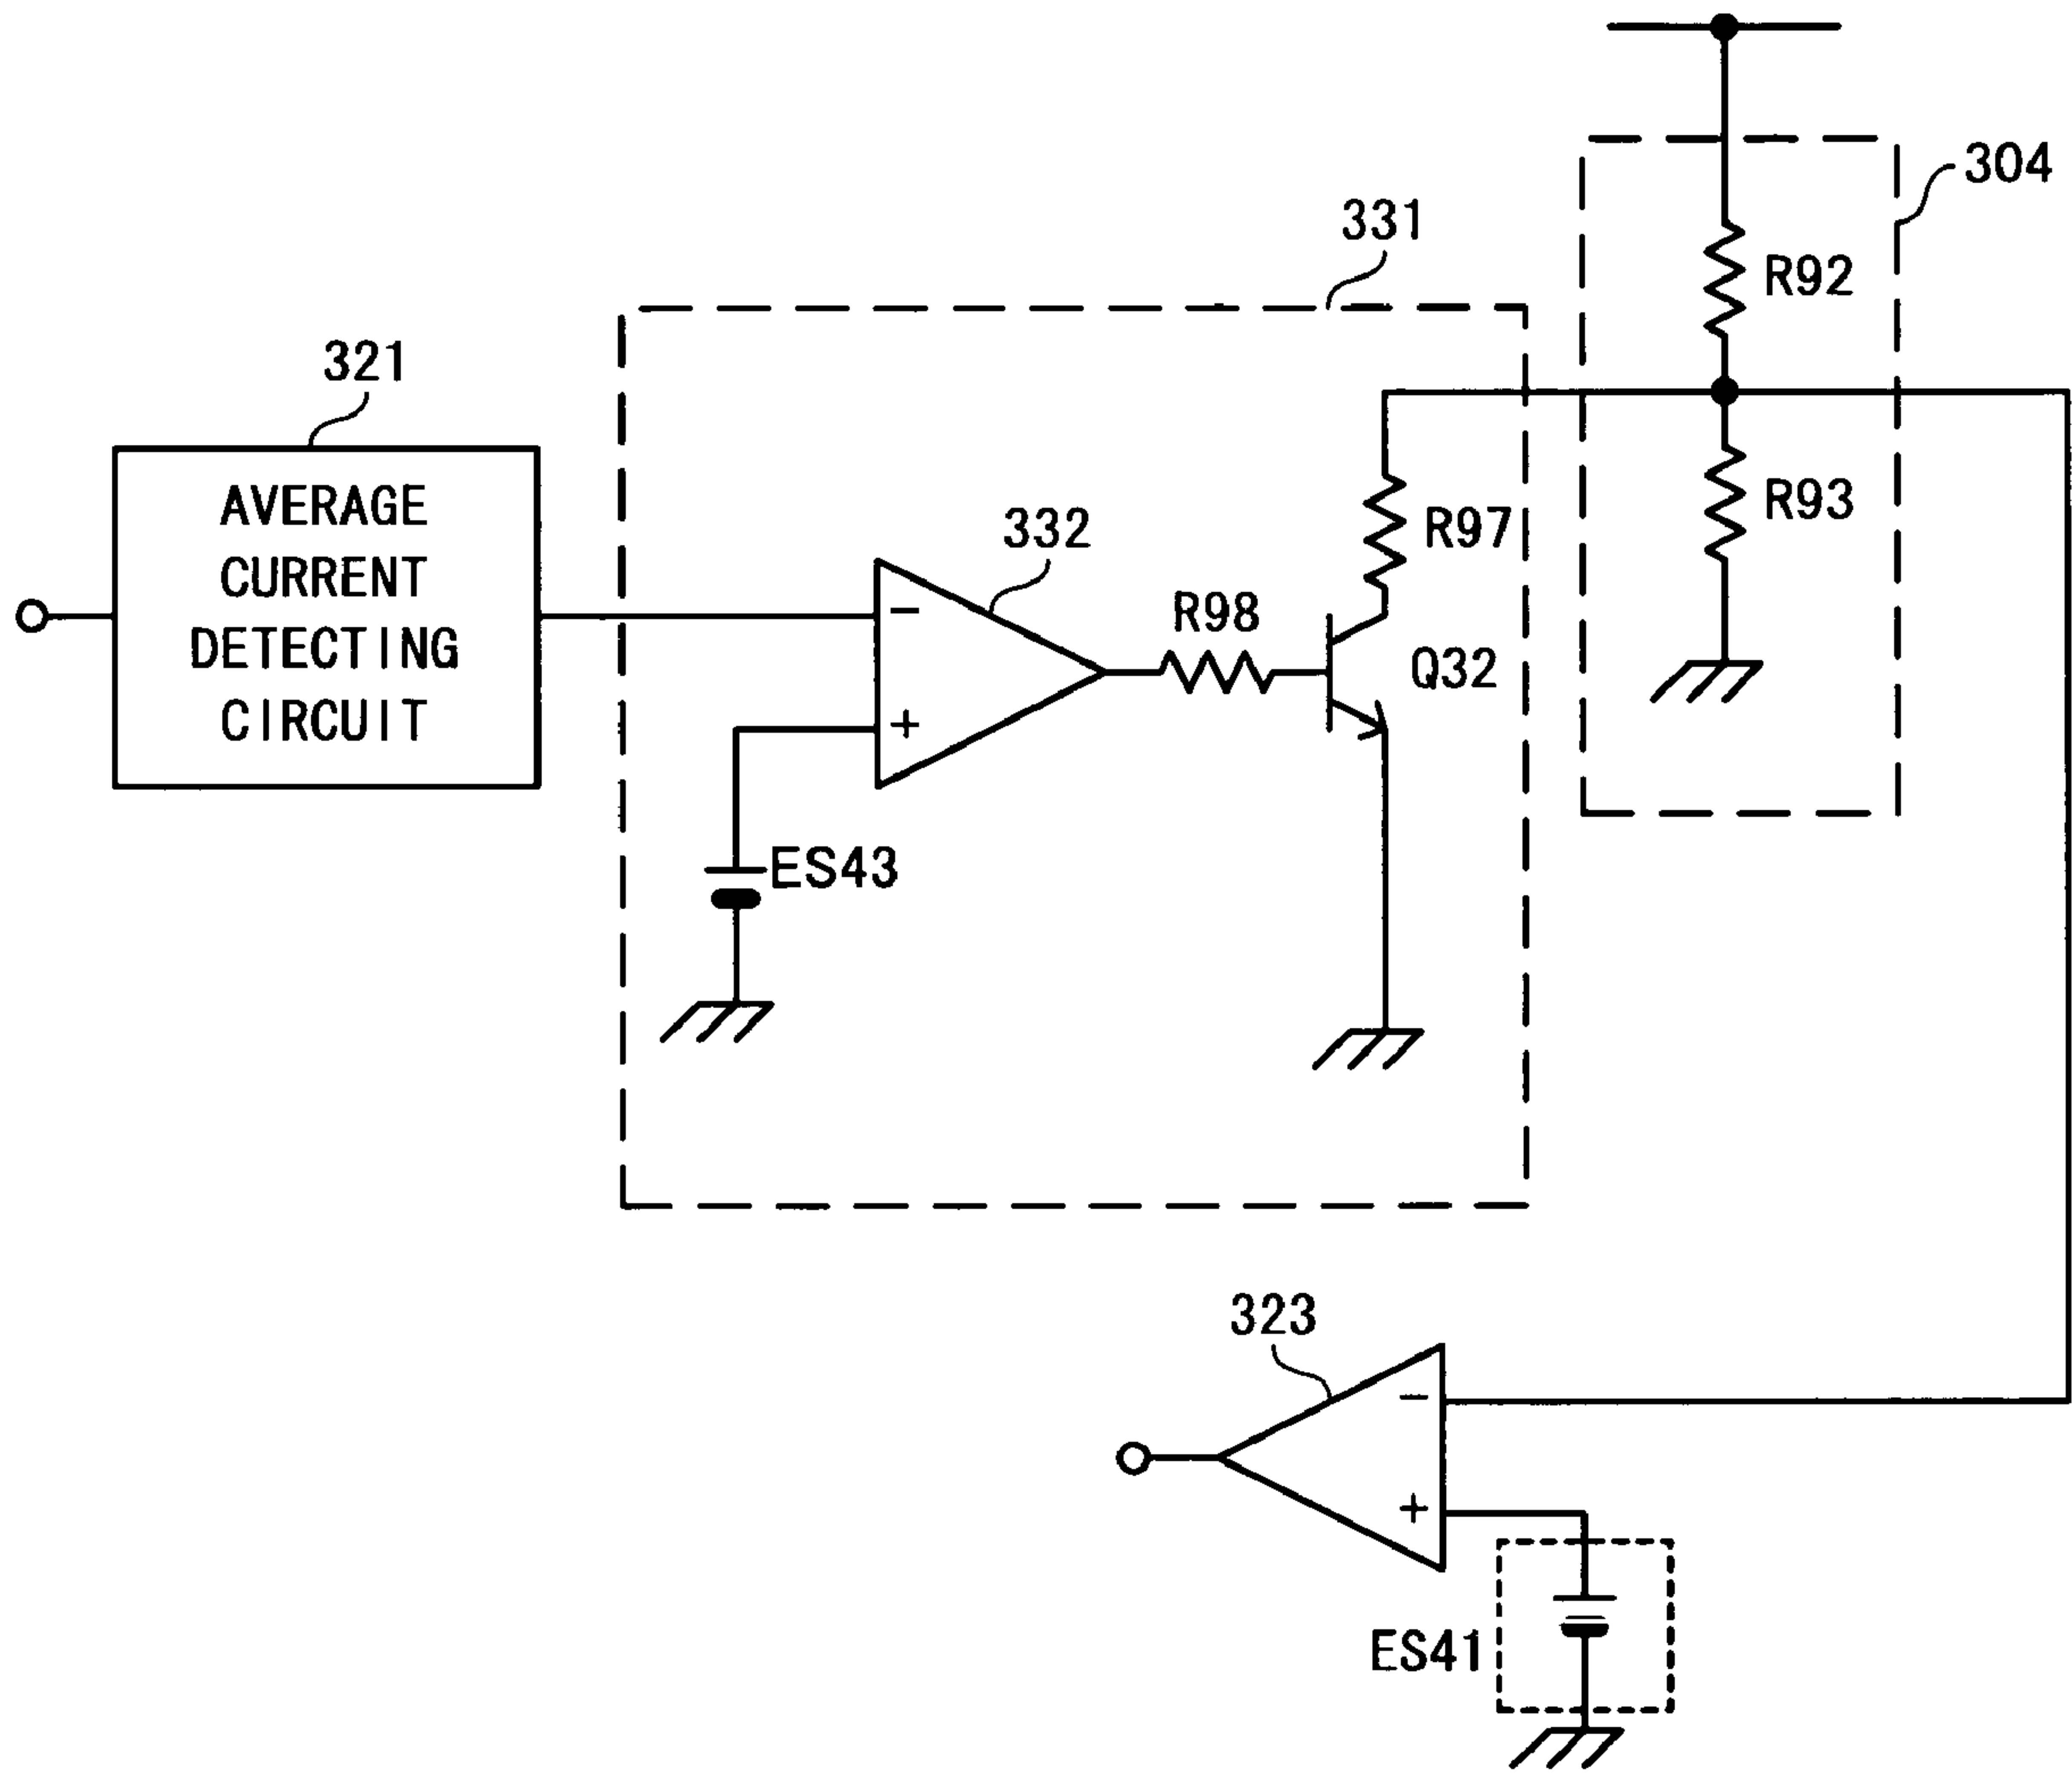 304
331
R92
321
AVERAGE
CURRENT
DETECTING
CIRCUIT
R93
R97
332
−
R98
Q32
+
ES43
323
−
+
ES41